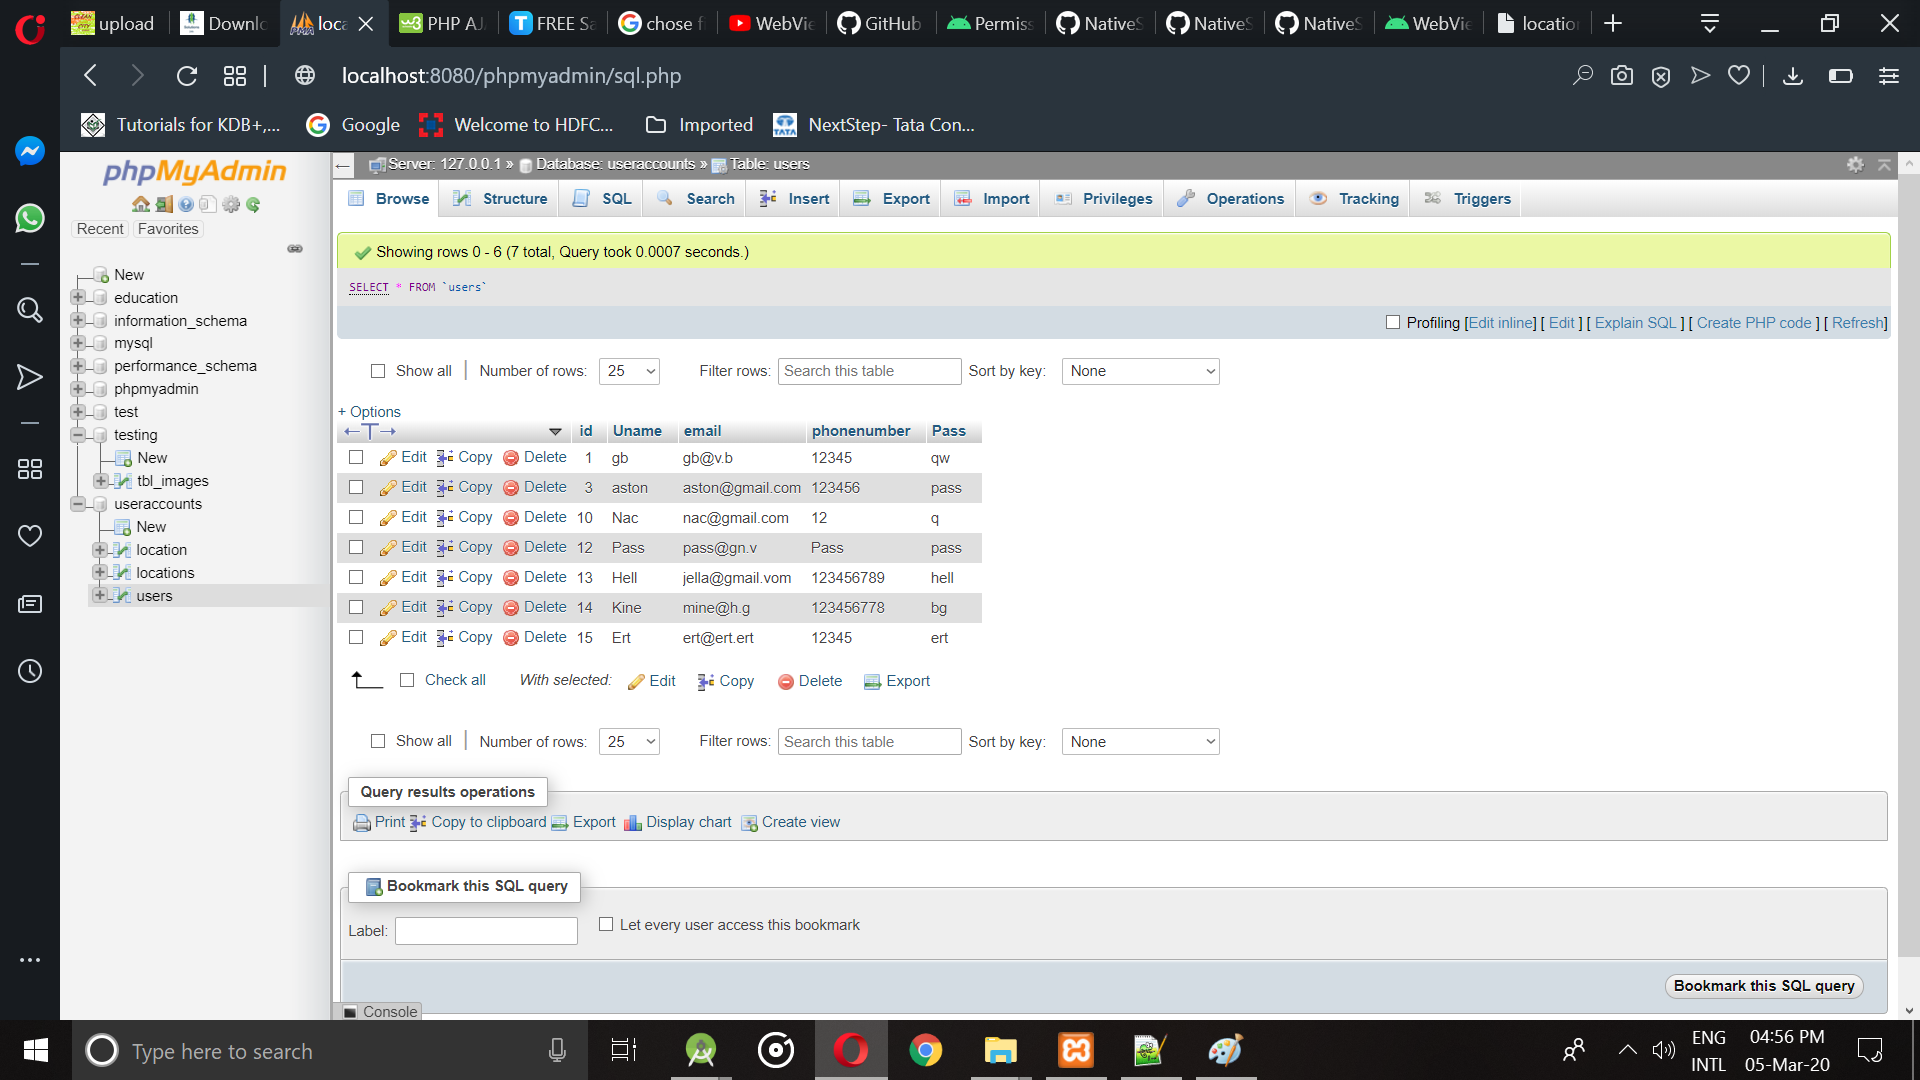 upload
Downlo
loca
PHP AJ
FREE Sa
chose f
WebVie
GitHub
Permiss
NativeS
NativeS
NativeS
WebVie
location
localhost:8080/phpmyadmin/sql.php
Tutorials for KDB+,...
Google
Welcome to HDFC...
Imported
TATA
NextStep- Tata Con...
phpMyAdmin
Recent
Favorites
New
education
information_schema
mysql
performance_schema
phpmyadmin
test
testing
New
tbl_images
useraccounts
New
location
locations
users
Server: 127.0.0.1 » Database: useraccounts » Table: users
Browse Structure SQL Search Insert Export Import Privileges Operations Tracking Triggers
Showing rows 0 - 6 (7 total, Query took 0.0007 seconds.)
SELECT * FROM `users`
Profiling [Edit inline] [ Edit ] [ Explain SQL ] [ Create PHP code ] [ Refresh]
Show all | Number of rows: 25 Filter rows: Search this table Sort by key: None
+ Options
←T→ id Uname email phonenumber Pass
Edit Copy Delete 1 gb gb@v.b 12345 qw
Edit Copy Delete 3 aston aston@gmail.com 123456 pass
Edit Copy Delete 10 Nac nac@gmail.com 12 q
Edit Copy Delete 12 Pass pass@gn.v Pass pass
Edit Copy Delete 13 Hell jella@gmail.vom 123456789 hell
Edit Copy Delete 14 Kine mine@h.g 123456778 bg
Edit Copy Delete 15 Ert ert@ert.ert 12345 ert
Check all With selected: Edit Copy Delete Export
Show all | Number of rows: 25 Filter rows: Search this table Sort by key: None
Query results operations
Print Copy to clipboard Export Display chart Create view
Bookmark this SQL query
Label: Let every user access this bookmark
Bookmark this SQL query
Console
Type here to search
ENG
INTL
04:56 PM
05-Mar-20